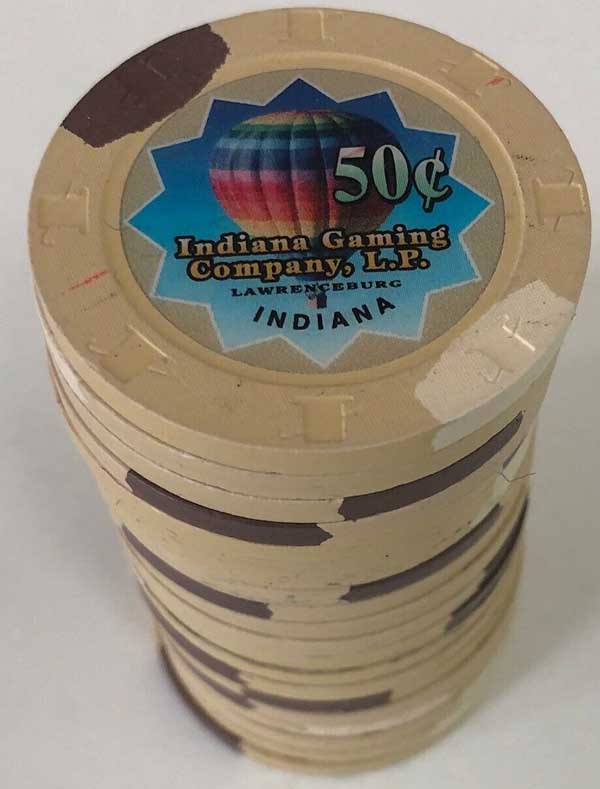 50¢
Indiana Gaming
Company, L.P.
LAWRENCEBURG
INDIANA